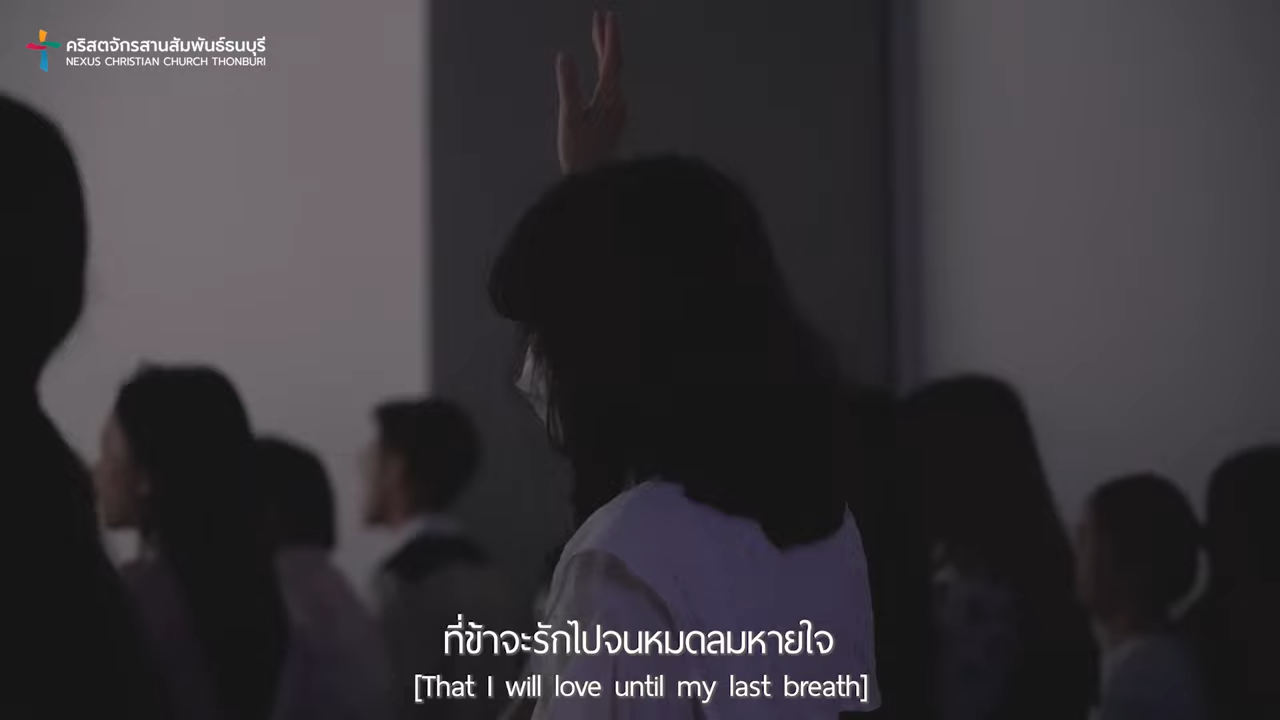 คริสตจักรสานสัมพันธ์ธนบุรี
NEXUS CHRISTIAN CHURCH THONBURI
ที่ข้าจะรักไปจนหมดลมหายใจ
[That I will love until my last breath]